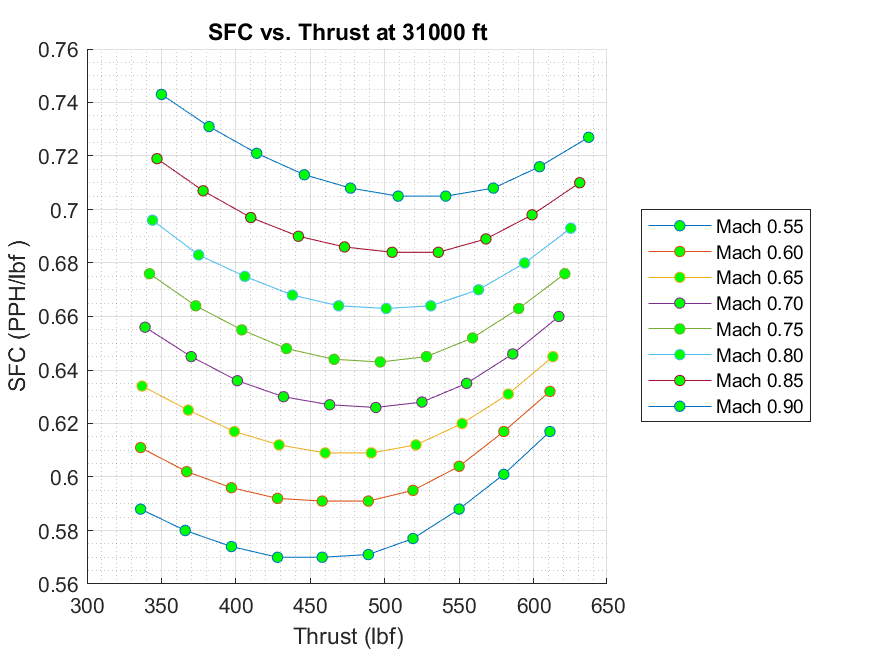 SFC vs. Thrust at 31000 ft
0.76
0.74
0.72
0.7
0.68
0.66
0.64
0.62
0.6
0.58
0.56
SFC (PPH/lbf )
300 350 400 450 500 550 600 650
Thrust (lbf)
Mach 0.55
Mach 0.60
Mach 0.65
Mach 0.70
Mach 0.75
Mach 0.80
Mach 0.85
Mach 0.90